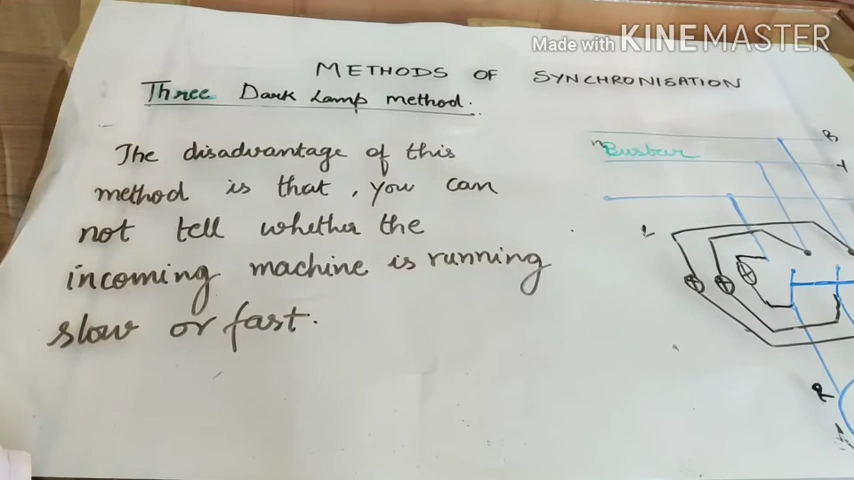 Made with KINEMASTER
METHODS OF SYNCHRONISATION
Three Dark Lamp method.
The disadvantage of this
method is that, you can
not tell whether the
incoming machine is running
slow or fast.
Busbar
B
Y
L
R